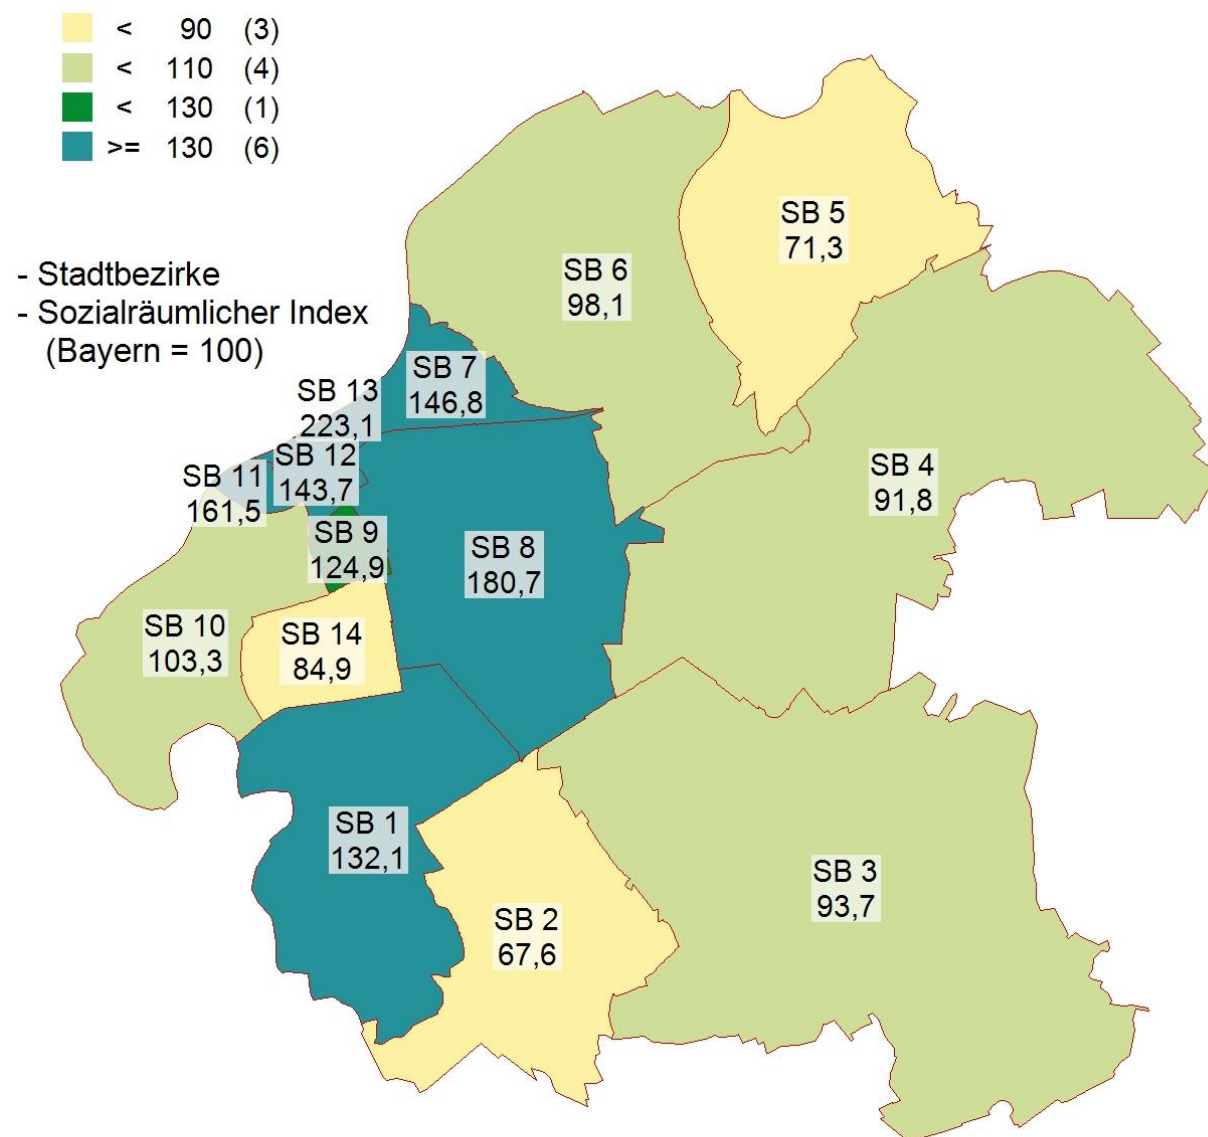 < 90 (3)
< 110 (4)
< 130 (1)
>= 130 (6)
- Stadtbezirke
- Sozialräumlicher Index
(Bayern = 100)
SB 5
71,3
SB 6
98,1
SB 7
146,8
SB 13
223,1
SB 12
143,7
SB 11
161,5
SB 4
91,8
SB 9
124,9
SB 8
180,7
SB 10
103,3
SB 14
84,9
SB 1
132,1
SB 3
93,7
SB 2
67,6